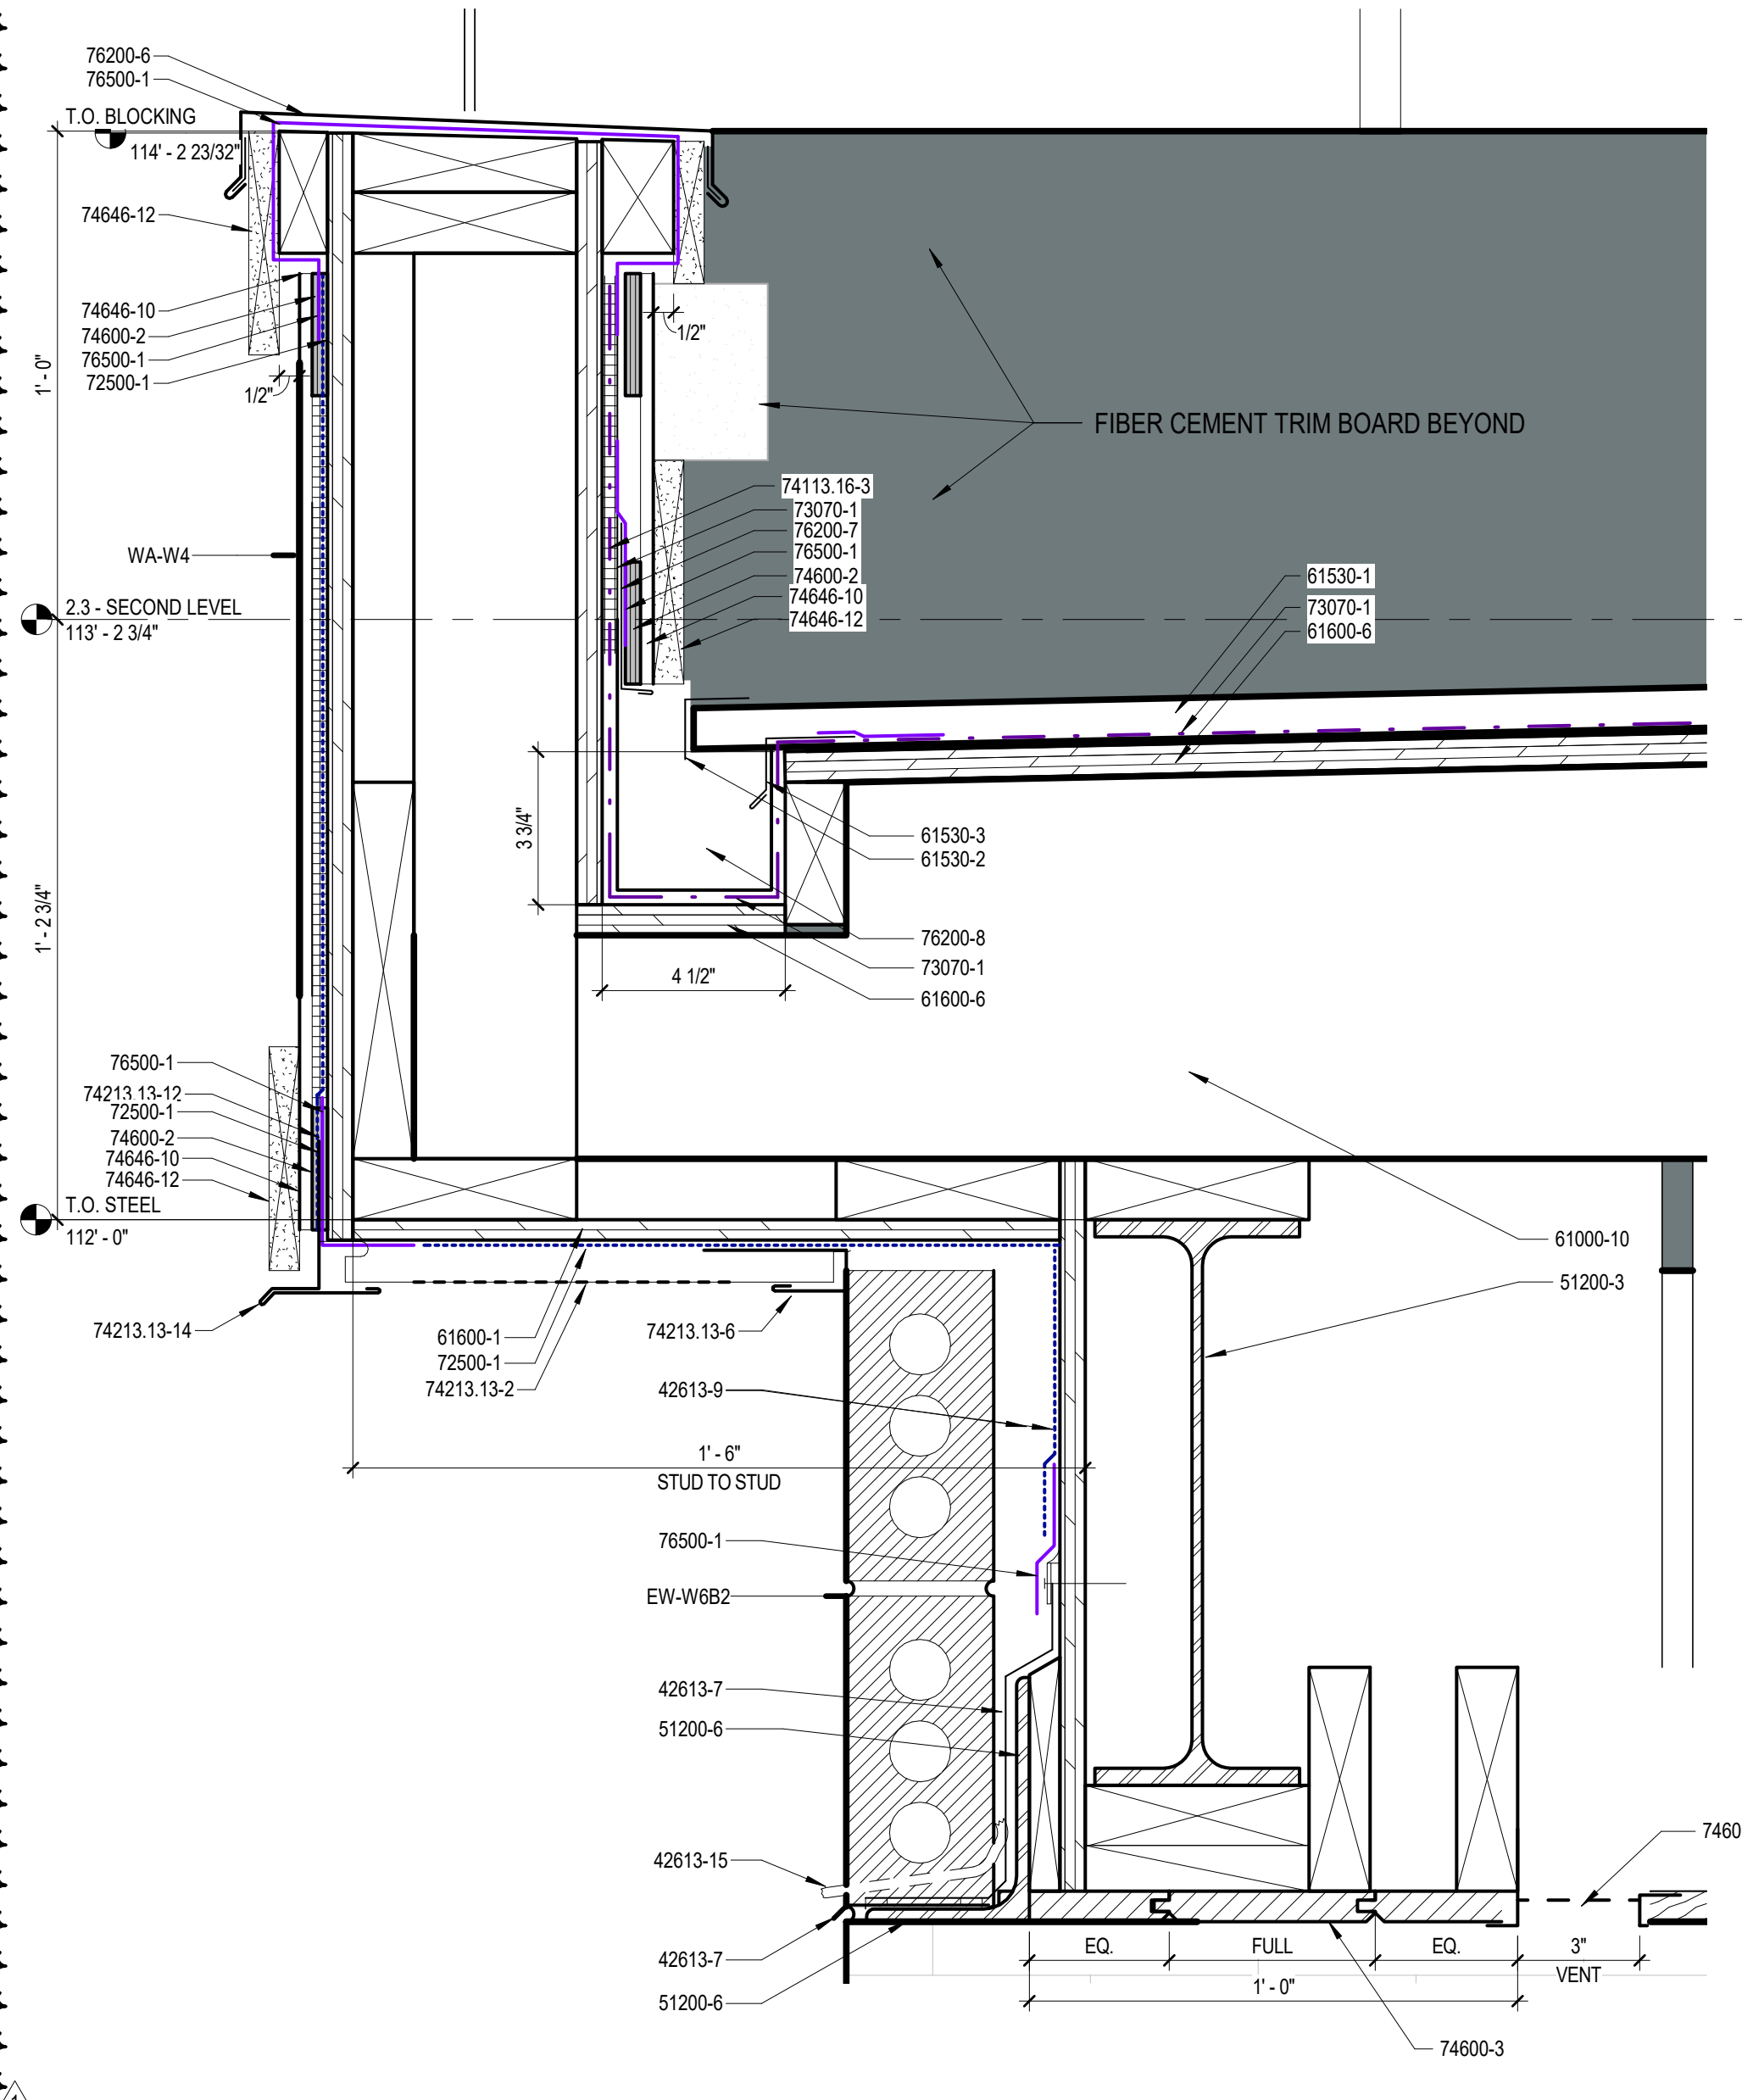 76200-6
76500-1
T.O. BLOCKING
114' - 2 23/32"
74646-12
74646-10
74600-2
76500-1
72500-1
1/2"
1/2"
1' - 0"
FIBER CEMENT TRIM BOARD BEYOND
74113.16-3
73070-1
76200-7
76500-1
74600-2
74646-10
74646-12
WA-W4
2.3 - SECOND LEVEL
113' - 2 3/4"
61530-1
73070-1
61600-6
3 3/4"
61530-3
61530-2
1' - 2 3/4"
76200-8
73070-1
61600-6
4 1/2"
76500-1
74213.13-12
72500-1
74600-2
74646-10
74646-12
T.O. STEEL
112' - 0"
61000-10
51200-3
74213.13-14
61600-1
72500-1
74213.13-2
74213.13-6
42613-9
1' - 6"
STUD TO STUD
76500-1
EW-W6B2
42613-7
51200-6
42613-15
7460
42613-7
51200-6
EQ.
FULL
EQ.
3"
VENT
1' - 0"
74600-3